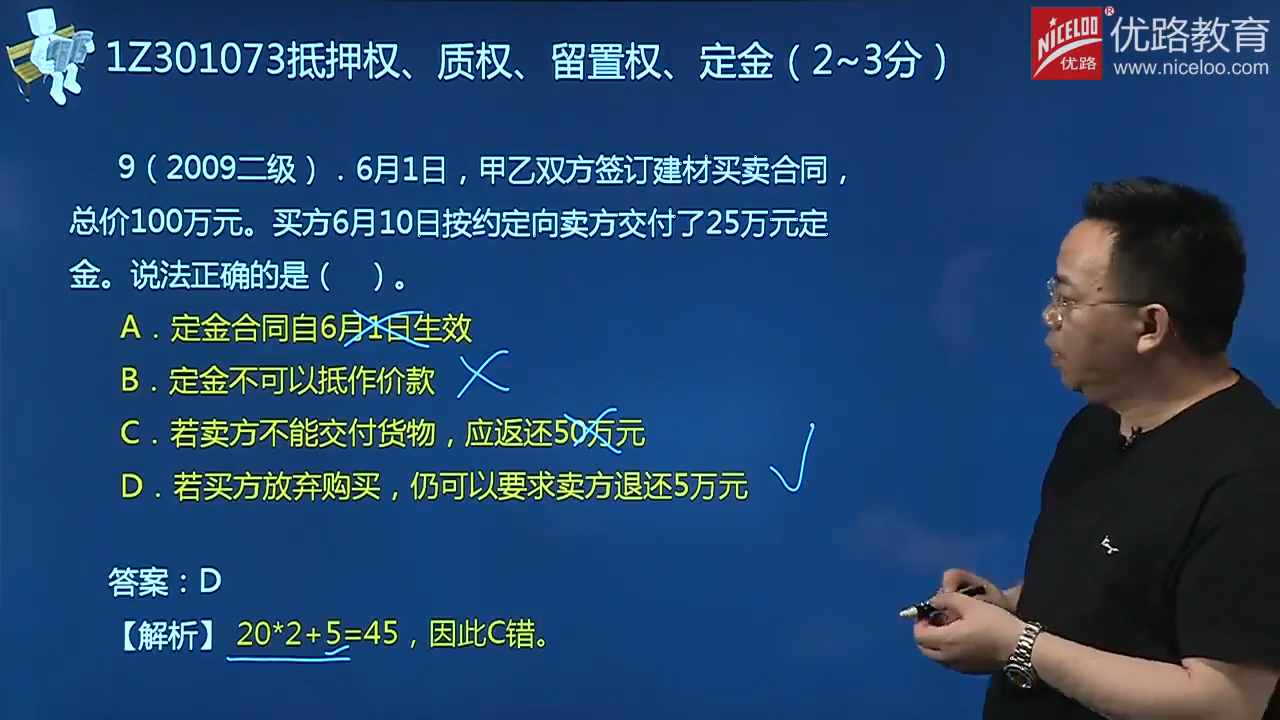 1Z301073抵押权、质权、留置权、定金（2~3分）
NICELOO
优路
®
优路教育
www.niceloo.com
9（2009二级）．6月1日，甲乙双方签订建材买卖合同，
总价100万元。买方6月10日按约定向卖方交付了25万元定
金。说法正确的是（ ）。
A．定金合同自6月1日生效
B．定金不可以抵作价款
C．若卖方不能交付货物，应返还50万元
D．若买方放弃购买，仍可以要求卖方退还5万元
答案：D
【解析】 20*2+5=45，因此C错。